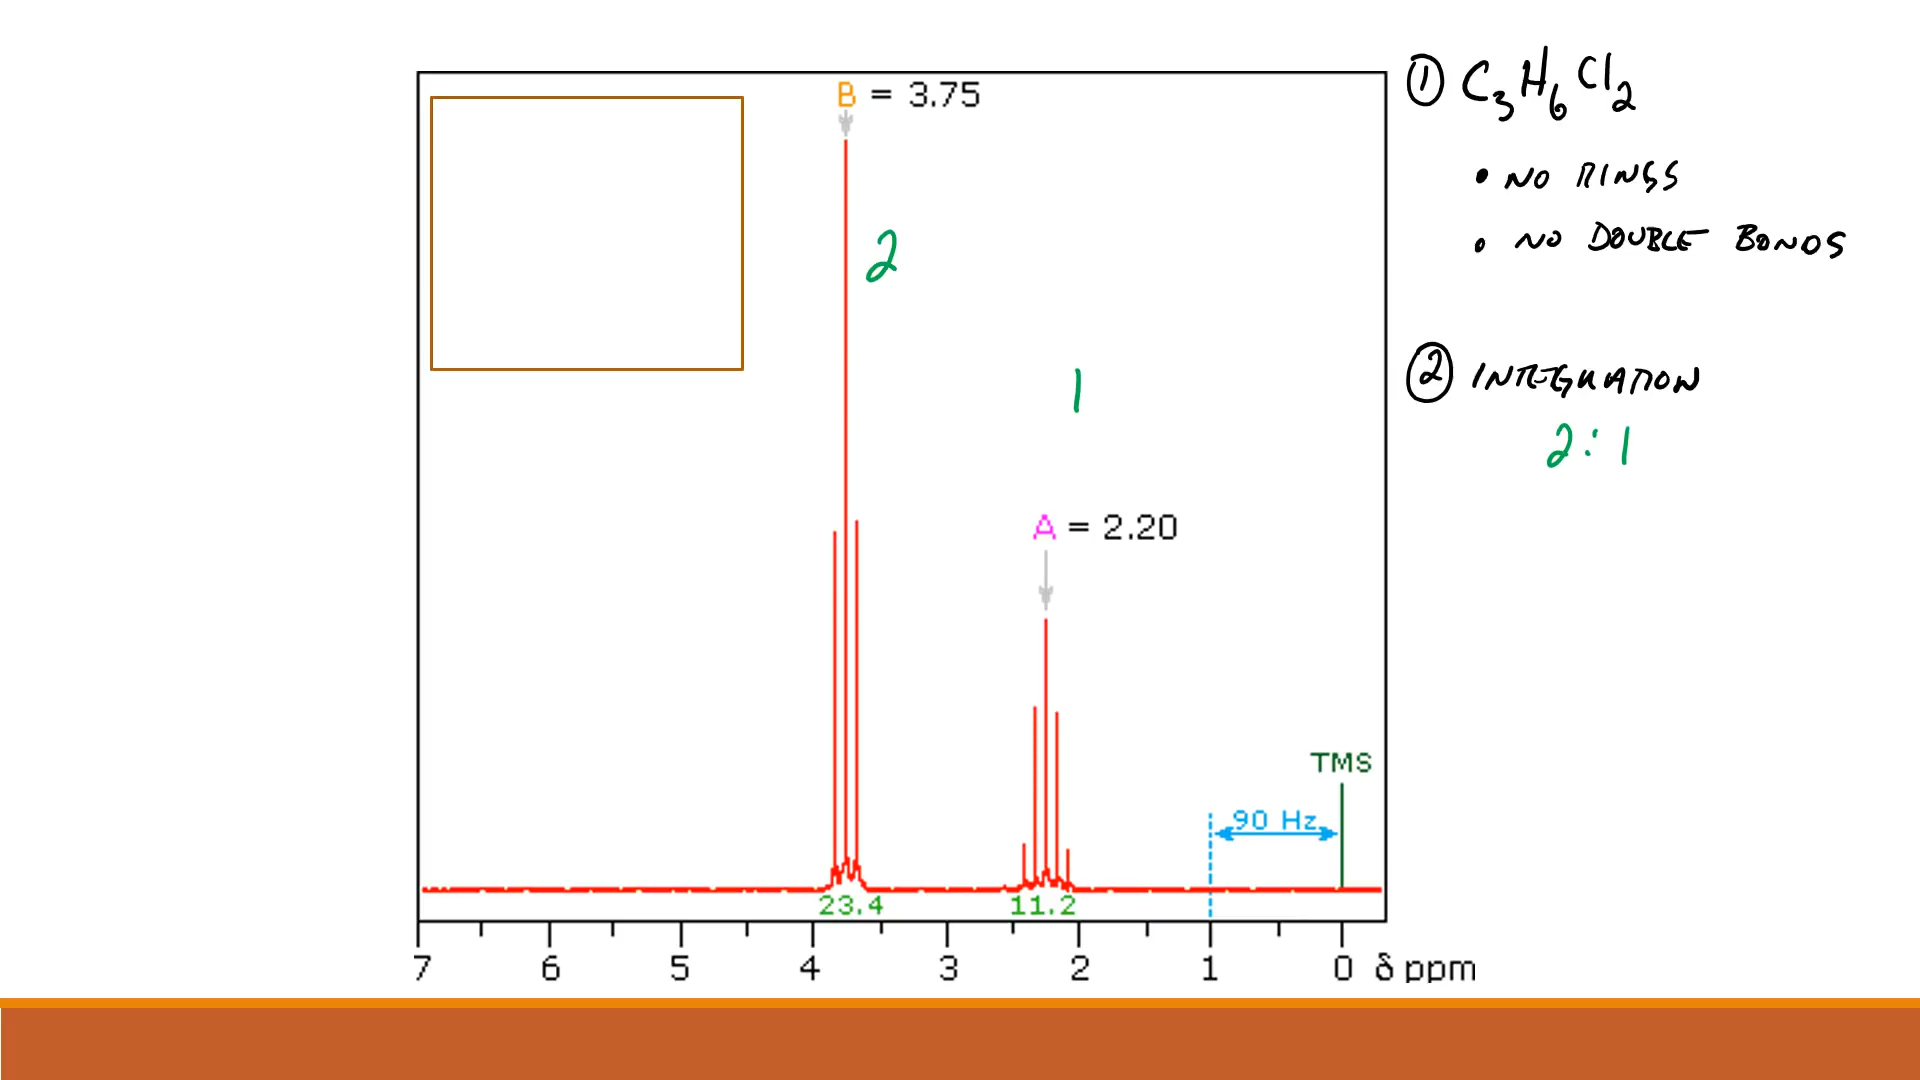 B = 3.75
2
1
A = 2.20
TMS
90 Hz
23.4
11.2
7 6 5 4 3 2 1 0 δ ppm
① C₃H₆Cl₂
• NO RINGS
• NO DOUBLE BONDS
② INTEGRATION
2:1